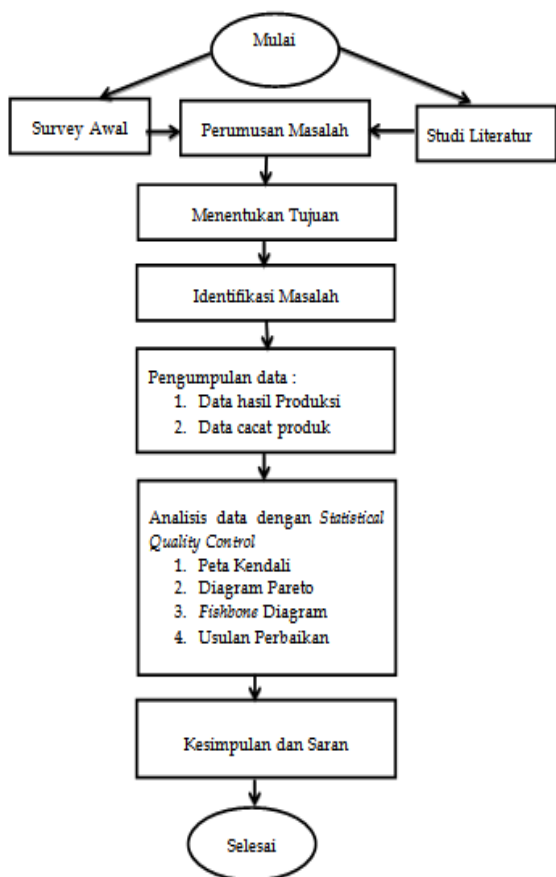 Mulai
Survey Awal
Perumusan Masalah
Studi Literatur
Menentukan Tujuan
Identifikasi Masalah
Pengumpulan data :
1. Data hasil Produksi
2. Data cacat produk
Analisis data dengan Statistical
Quality Control
1. Peta Kendali
2. Diagram Pareto
3. Fishbone Diagram
4. Usulan Perbaikan
Kesimpulan dan Saran
Selesai